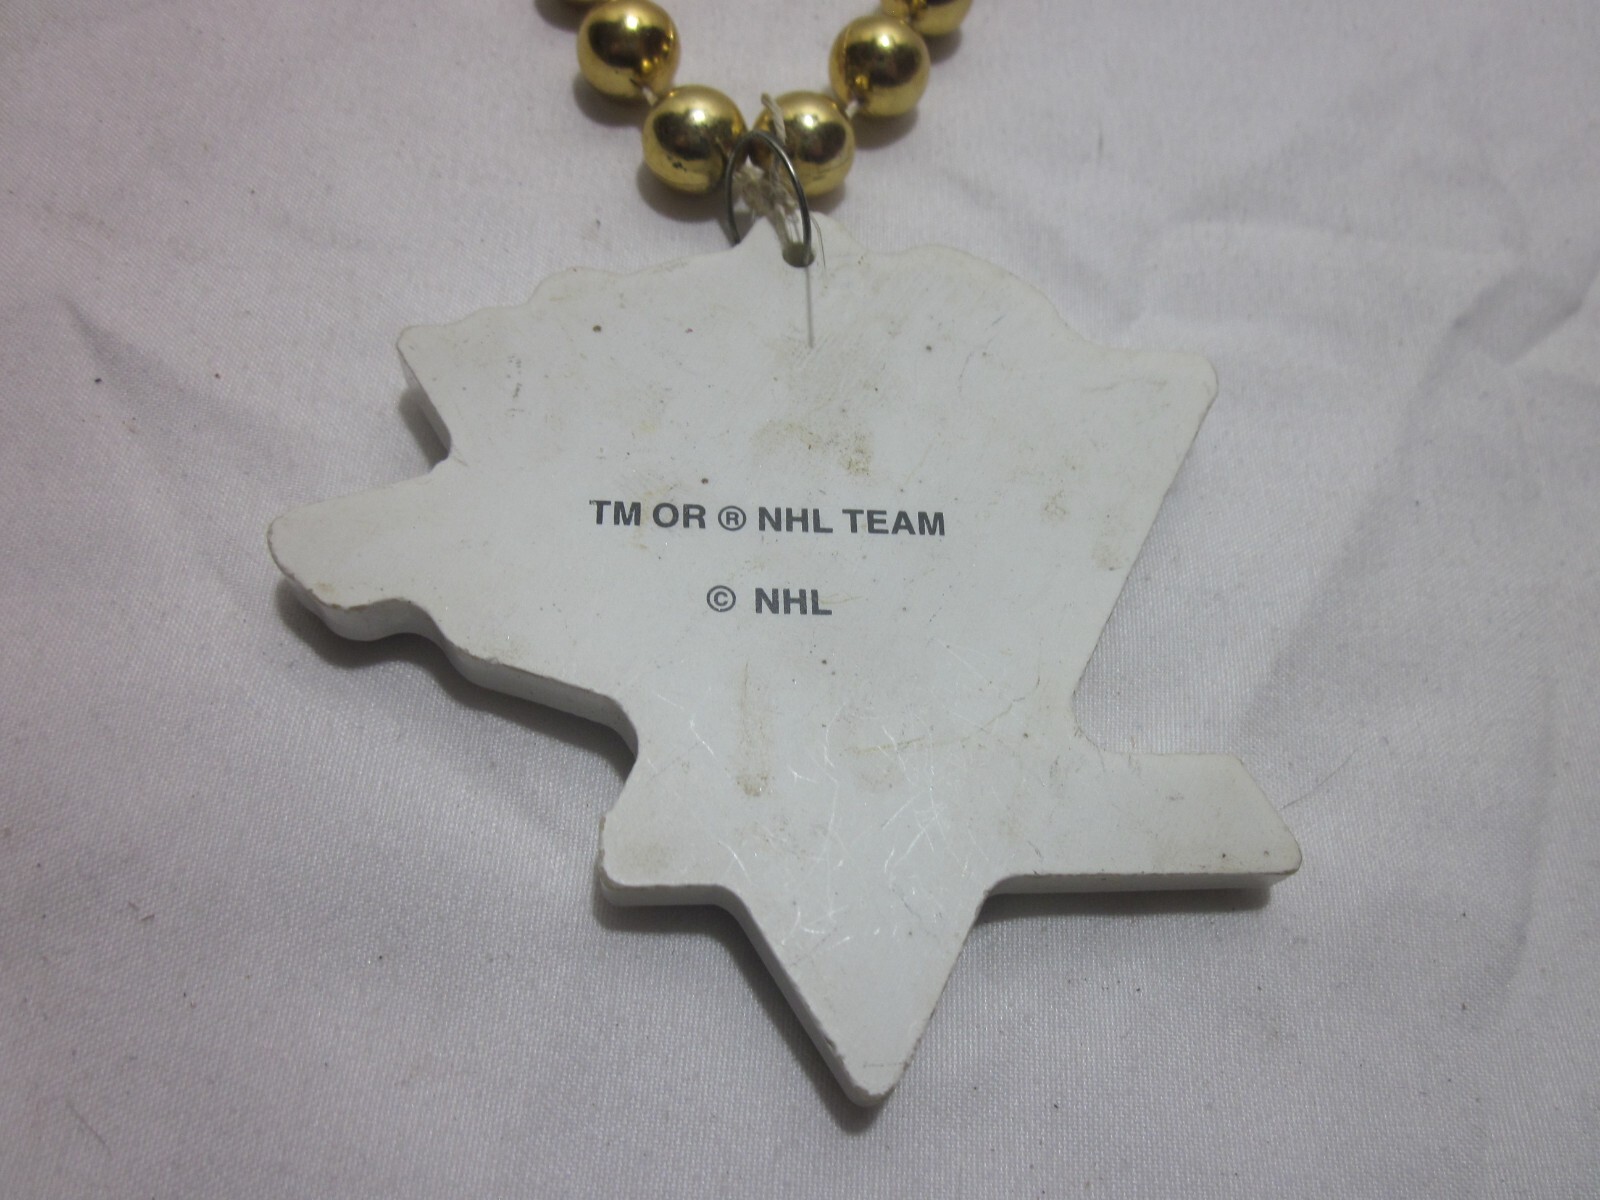 TM OR ® NHL TEAM
© NHL